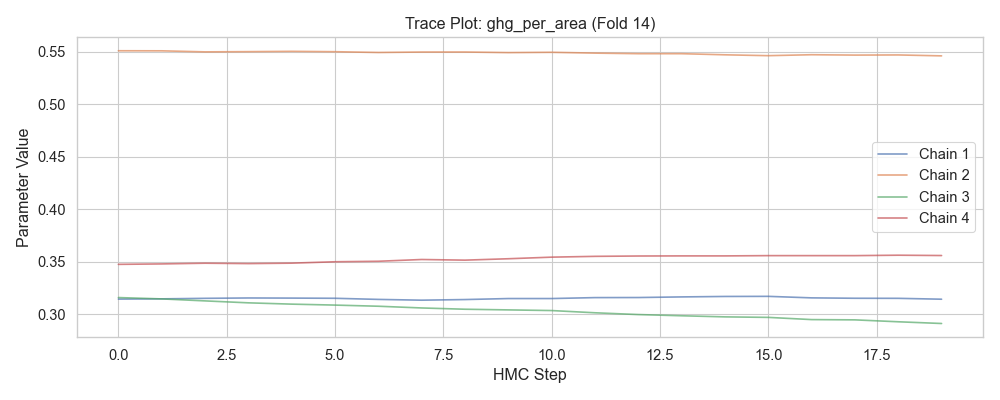 Trace Plot: ghg_per_area (Fold 14)
Parameter Value
0.55
0.50
0.45
0.40
0.35
0.30
Chain 1
Chain 2
Chain 3
Chain 4
0.0 2.5 5.0 7.5 10.0 12.5 15.0 17.5
HMC Step